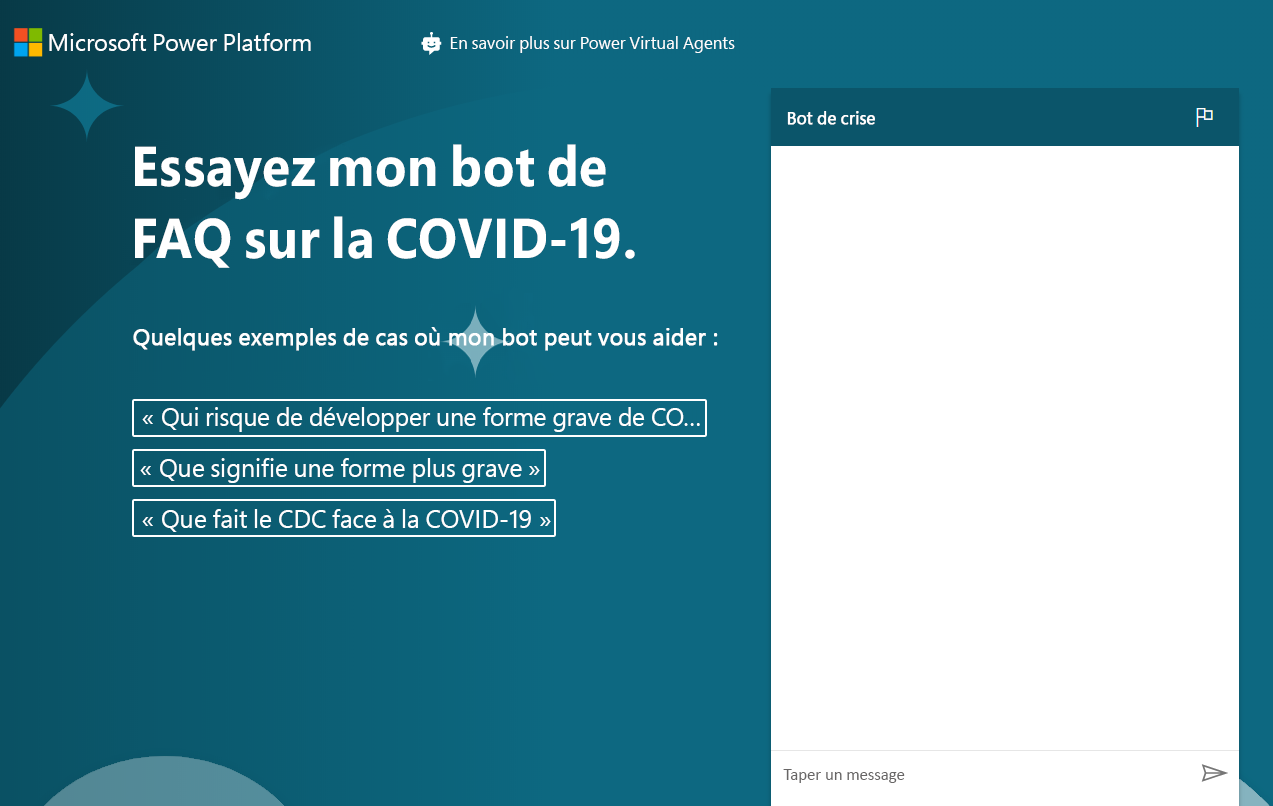 Microsoft Power Platform
En savoir plus sur Power Virtual Agents
Essayez mon bot de
FAQ sur la COVID-19.
Quelques exemples de cas où mon bot peut vous aider :
« Qui risque de développer une forme grave de CO...
« Que signifie une forme plus grave »
« Que fait le CDC face à la COVID-19 »
Bot de crise
Taper un message